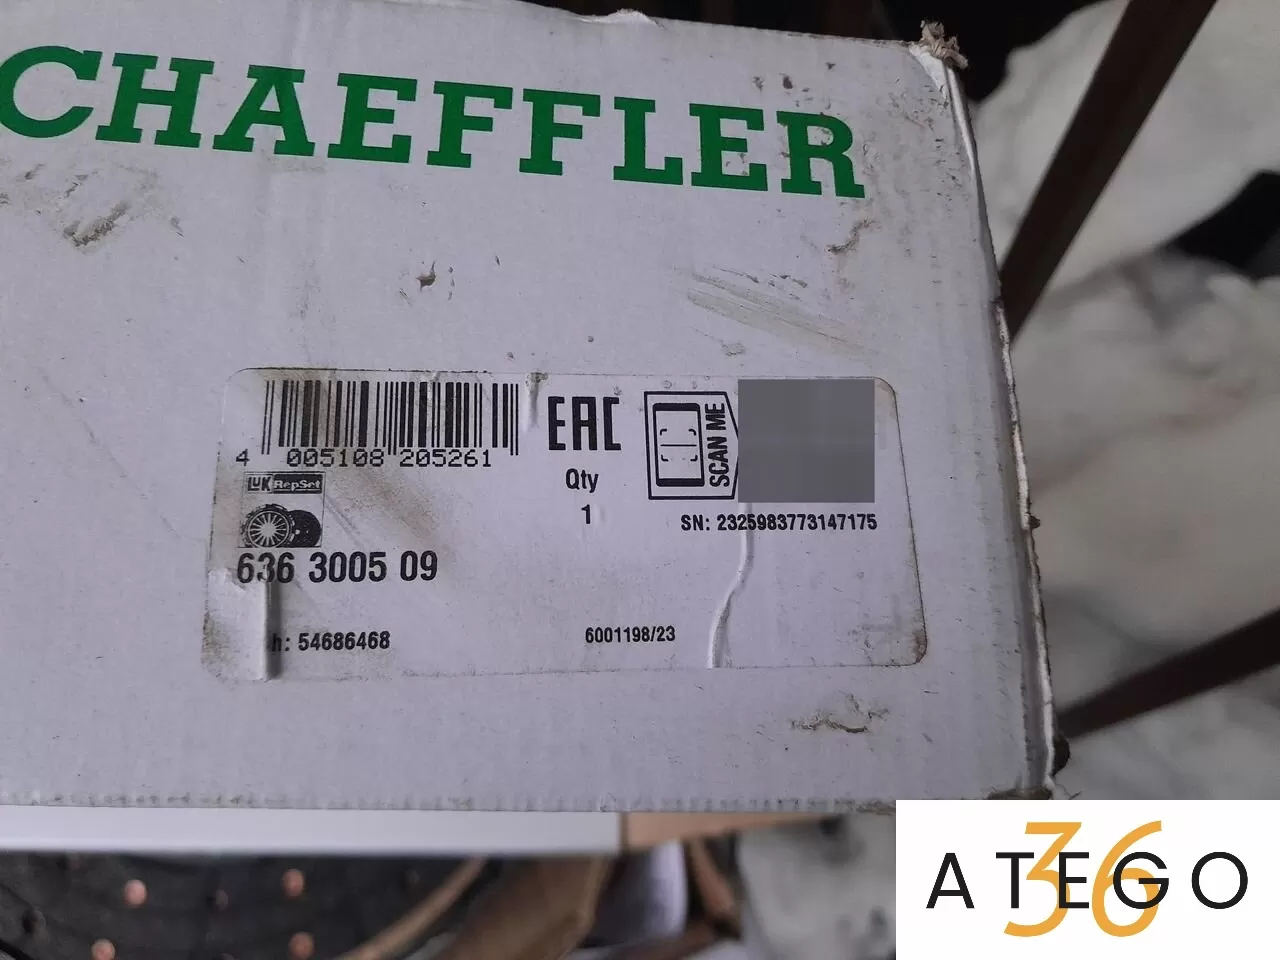 CHAEFFLER
4 005108 205261
EAC
SCAN ME
Qty
1
LuK RepSet
SN: 2325983773147175
636 3005 09
h: 54686468
6001198/23
ATEGO
36